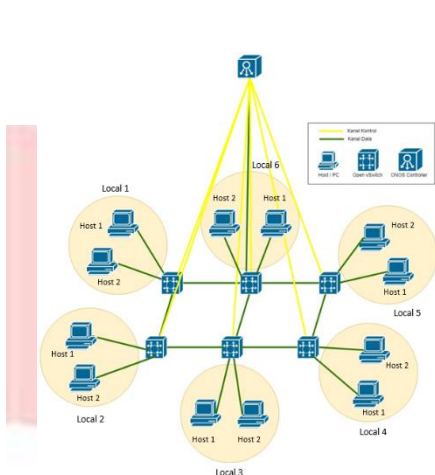 Kanal Kontrol
Kanal Data
Host / PC
Open vSwitch
ONOS Controller
Local 6
Host 2
Host 1
Local 1
Host 1
Host 2
Host 2
Host 1
Local 5
Host 1
Host 2
Local 2
Host 1
Host 2
Local 3
Host 2
Host 1
Local 4